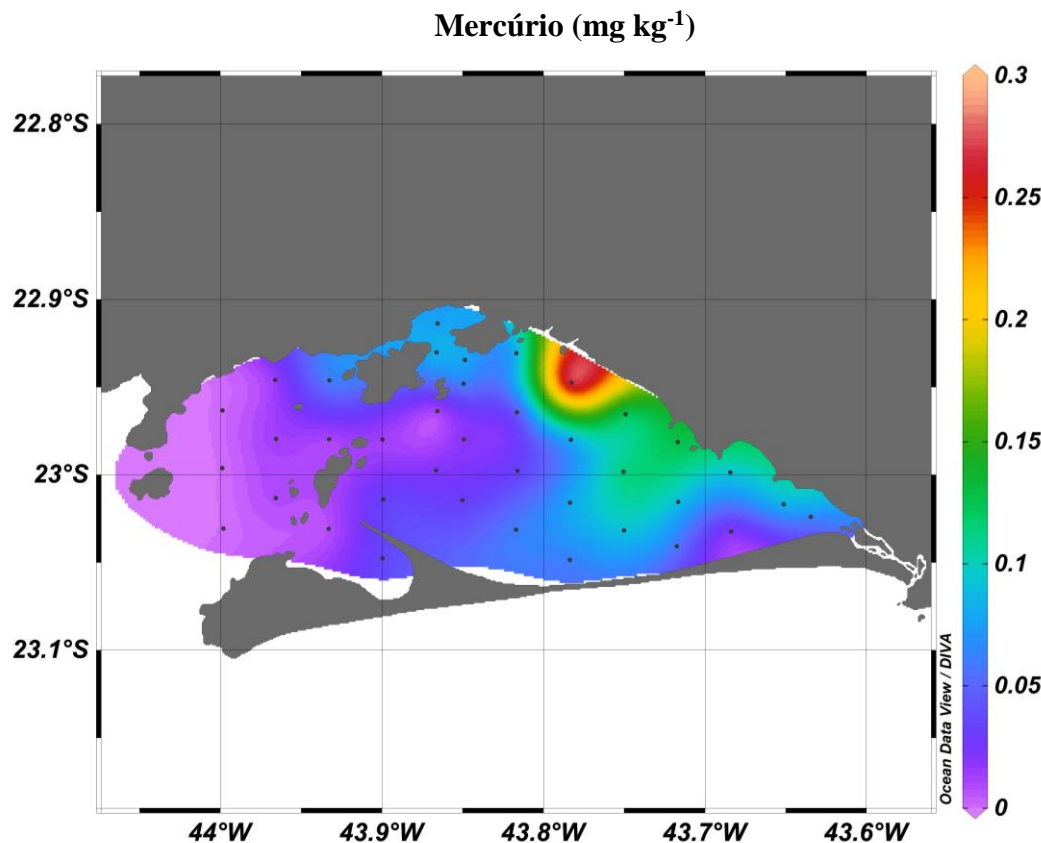 Mercúrio (mg kg-1)
22.8°S
22.9°S
23°S
23.1°S
44°W
43.9°W
43.8°W
43.7°W
43.6°W
0.3
0.25
0.2
0.15
0.1
0.05
0
Ocean Data View / DIVA